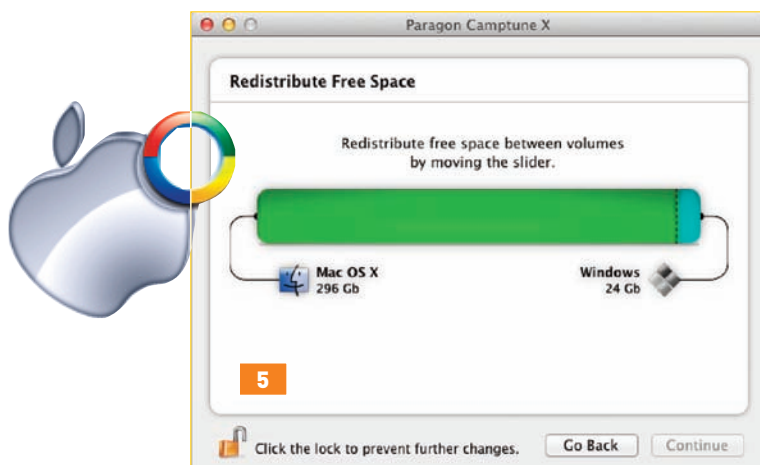 Paragon Camptune X
Redistribute Free Space
Redistribute free space between volumes
by moving the slider.
Mac OS X
296 Gb
Windows
24 Gb
5
Click the lock to prevent further changes.
Go Back
Continue